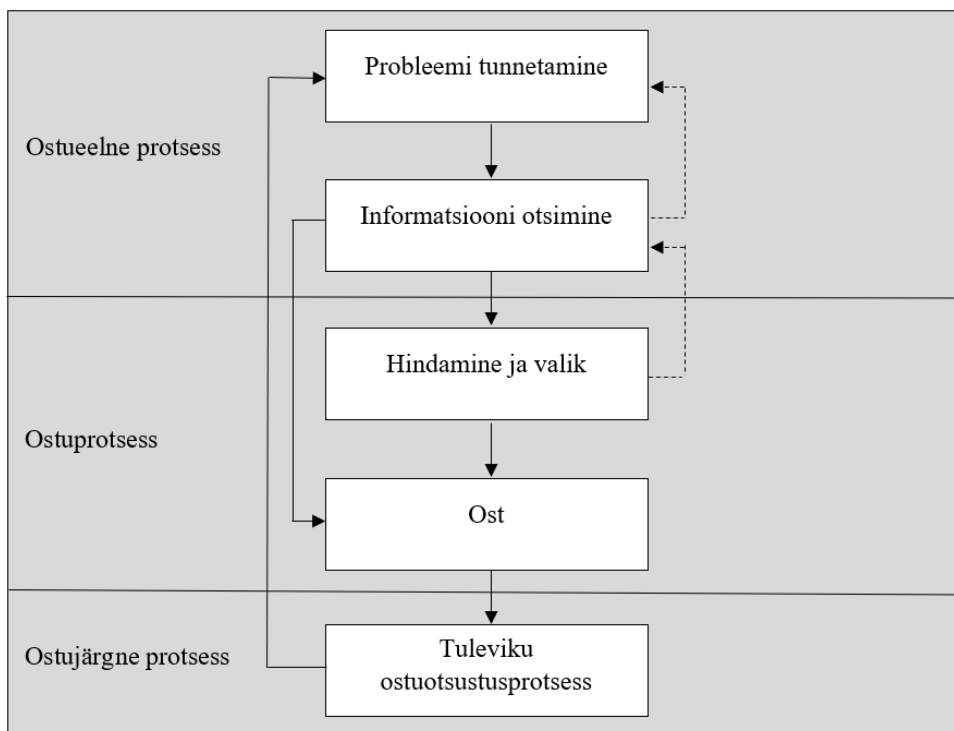 Probleemi tunnetamine
Ostueelne protsess
Informatsiooni otsimine
Hindamine ja valik
Ostuprotsess
Ost
Ostujärgne protsess
Tuleviku
ostuotsustusprotsess